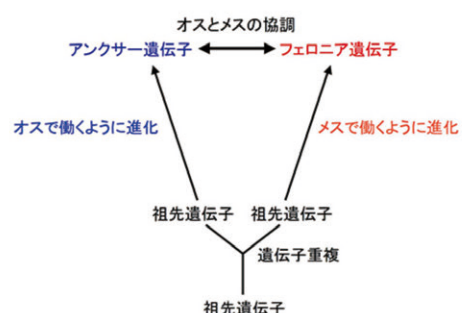 オスとメスの協調
アンクサー遺伝子 フェロニア遺伝子
オスで働くように進化 メスで働くように進化
祖先遺伝子 祖先遺伝子
遺伝子重複
祖先遺伝子